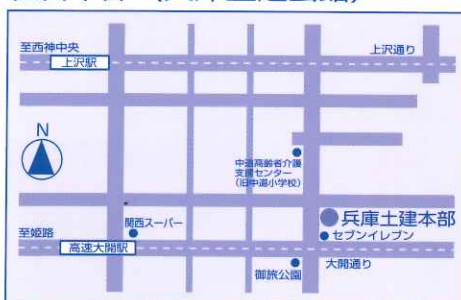 至西神中央
上沢通り
上沢駅
N
中道高齢者介護
支援センター
(旧中道小学校)
兵庫土建本部
関西スーパー
セブンイレブン
至姫路
高速大開駅
大開通り
御旅公園